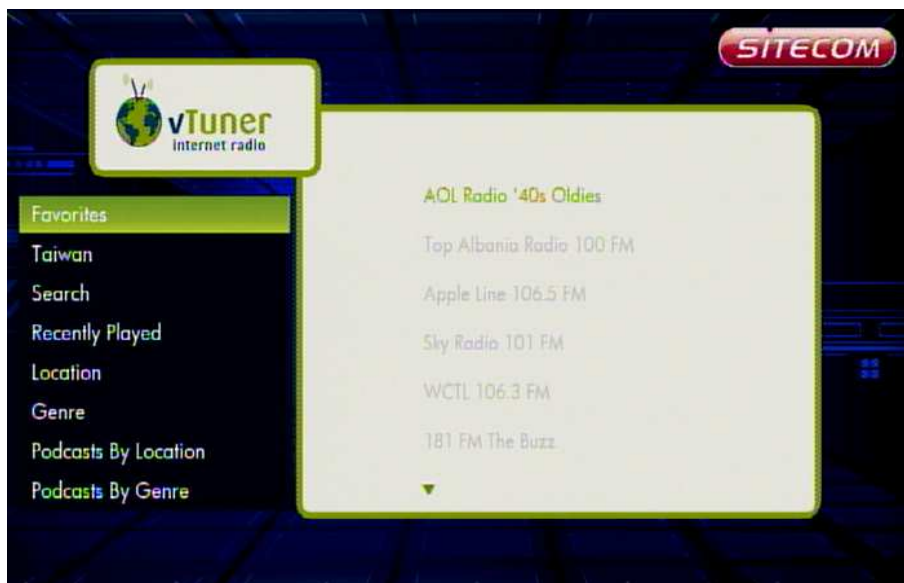 SITECOM
vTuner
internet radio
Favorites
Taiwan
Search
Recently Played
Location
Genre
Podcasts By Location
Podcasts By Genre
AOL Radio '40s Oldies
Top Albania Radio 100 FM
Apple Line 106.5 FM
Sky Radio 101 FM
WCTL 106.3 FM
181 FM The Buzz